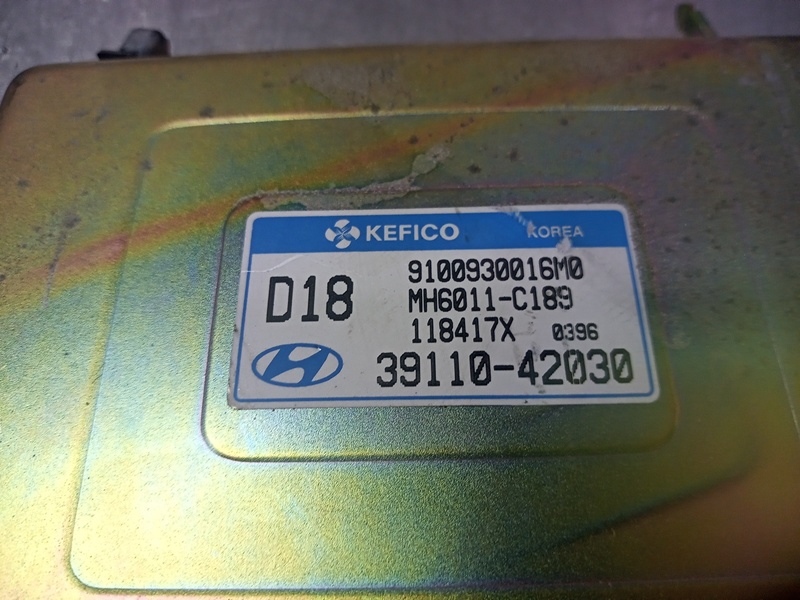 KEFICO KOREA
D18
9100930016M0
MH6011-C189
118417X 0396
39110-42030